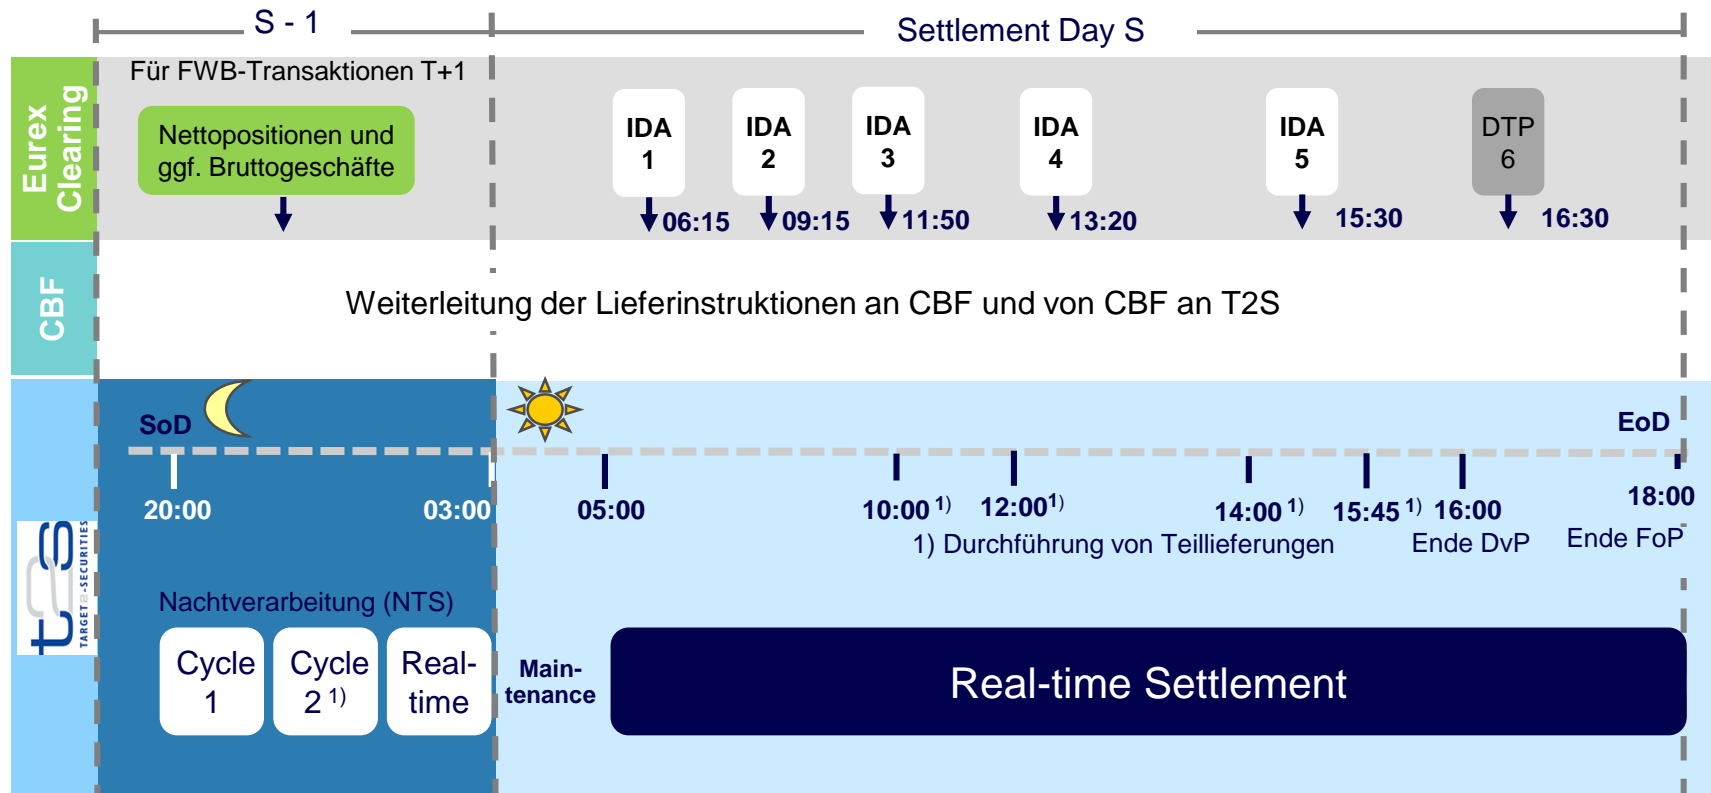 S - 1
Settlement Day S
Eurex
Clearing
Für FWB-Transaktionen T+1
Nettopositionen und
ggf. Bruttogeschäfte
IDA
1
IDA
2
IDA
3
IDA
4
IDA
5
DTP
6
06:15
09:15
11:50
13:20
15:30
16:30
CBF
Weiterleitung der Lieferinstruktionen an CBF und von CBF an T2S
SoD
EoD
20:00
03:00
05:00
10:00 1)
12:00 1)
14:00 1)
15:45 1)
16:00
18:00
1) Durchführung von Teillieferungen
Ende DvP
Ende FoP
t2s
TARGET2-SECURITIES
Nachtverarbeitung (NTS)
Cycle
1
Cycle
2 1)
Real-
time
Main-
tenance
Real-time Settlement